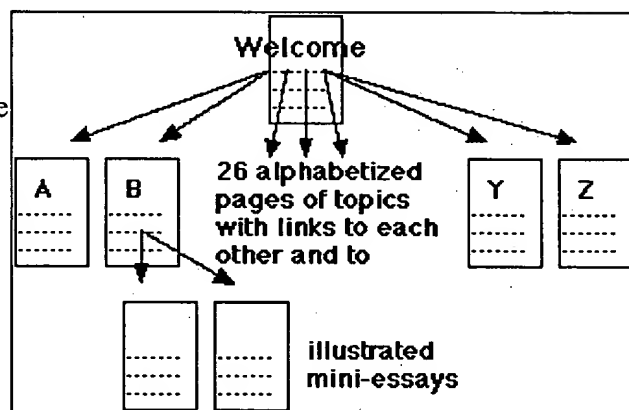 Welcome
e
A
B
26 alphabetized
pages of topics
with links to each
other and to
Y
Z
illustrated
mini-essays